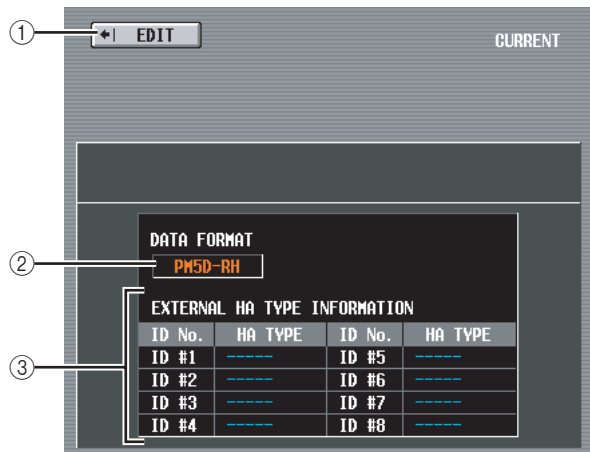 ① EDIT
CURRENT
DATA FORMAT
② PM5D-RH
EXTERNAL HA TYPE INFORMATION
③
ID No. HA TYPE ID No. HA TYPE
ID #1 ----- ID #5 -----
ID #2 ----- ID #6 -----
ID #3 ----- ID #7 -----
ID #4 ----- ID #8 -----